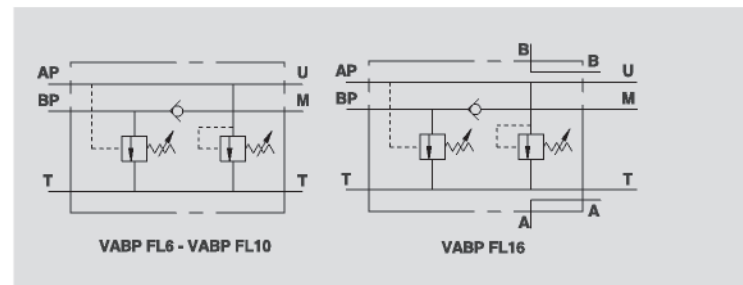 AP U
BP M
T T
VABP FL6 - VABP FL10
B B
AP U
BP M
T T
A A
VABP FL16